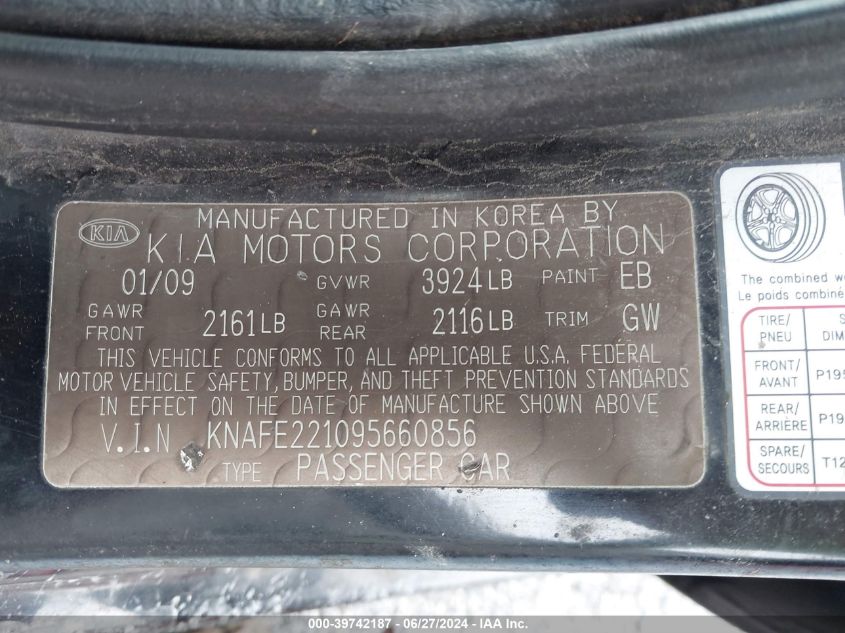 MANUFACTURED IN KOREA BY
KIA KIA MOTORS CORPORATION
01/09 GVWR 3924LB PAINT EB
GAWR FRONT 2161LB GAWR REAR 2116LB TRIM GW
THIS VEHICLE CONFORMS TO ALL APPLICABLE U.S.A. FEDERAL
MOTOR VEHICLE SAFETY, BUMPER, AND THEFT PREVENTION STANDARDS
IN EFFECT ON THE DATE OF MANUFACTURE SHOWN ABOVE
V.I.N KNAFE221095660856
TYPE PASSENGER CAR
The combined
Le poids combiné
TIRE/
PNEU
FRONT/
AVANT
REAR/
ARRIÈRE
SPARE/
SECOURS
000-39742187 - 06/27/2024 - IAA Inc.